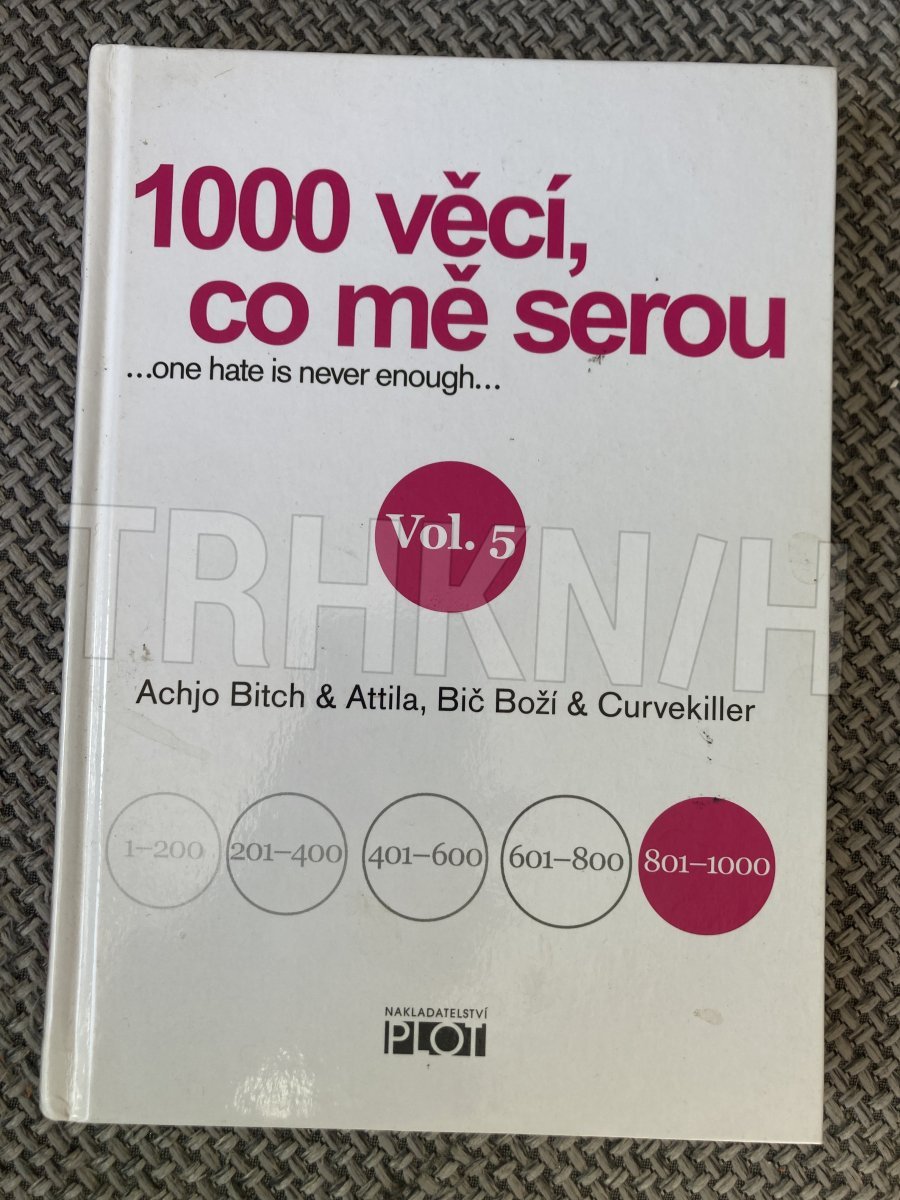 1000 věcí,
co mě serou
...one hate is never enough...
Vol. 5
TRHKN/H
Achjo Bitch & Attila, Bič Boží & Curvekiller
1–200
201–400
401–600
601–800
801–1000
NAKLADATELSTVÍ
PLOT